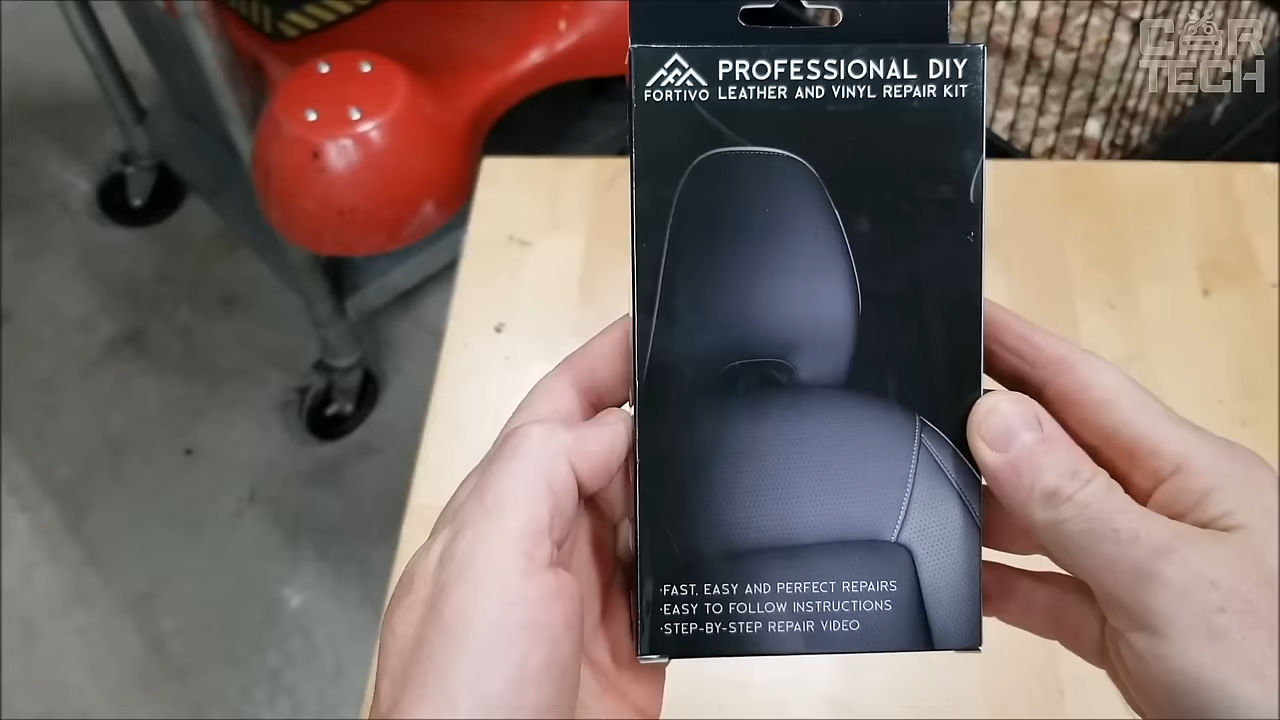 CAR
TECH
PROFESSIONAL DIY
FORTIVO LEATHER AND VINYL REPAIR KIT
·FAST, EASY AND PERFECT REPAIRS
·EASY TO FOLLOW INSTRUCTIONS
·STEP-BY-STEP REPAIR VIDEO